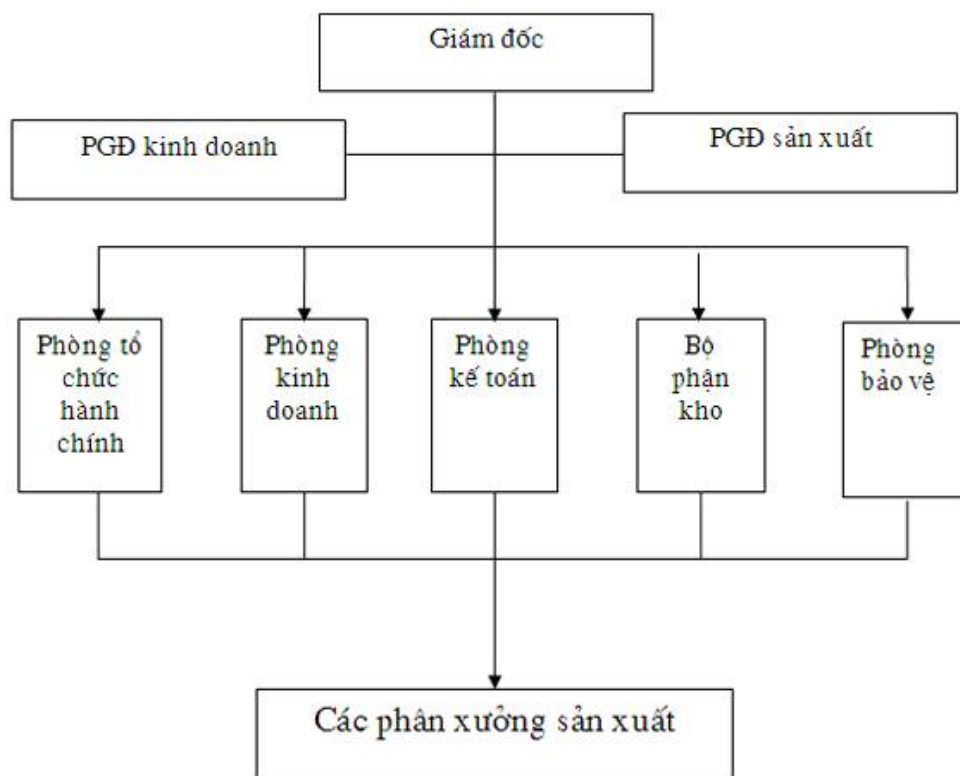 Giám đốc
PGĐ kinh doanh
PGĐ sản xuất
Phòng tổ
chức
hành
chính
Phòng
kinh
doanh
Phòng
kế toán
Bộ
phận
kho
Phòng
bảo vệ
Các phân xưởng sản xuất